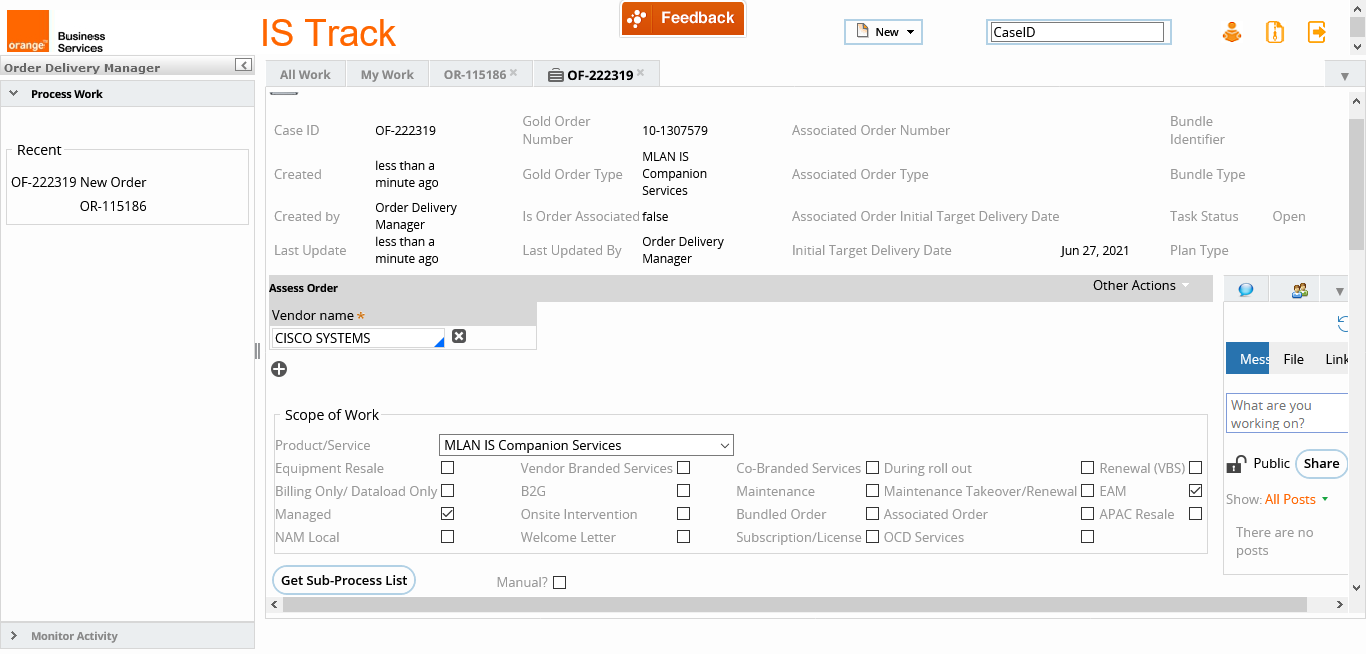 orange™
Business
Services
IS Track
Feedback
New
CaseID
Order Delivery Manager
Process Work
Recent
OF-222319 New Order
OR-115186
Monitor Activity
All Work
My Work
OR-115186
OF-222319
Case ID
OF-222319
Gold Order
Number
10-1307579
Associated Order Number
Bundle
Identifier
Created
less than a
minute ago
Gold Order Type
MLAN IS
Companion
Services
Associated Order Type
Bundle Type
Created by
Order Delivery
Manager
Is Order Associated
false
Associated Order Initial Target Delivery Date
Task Status
Open
Last Update
less than a
minute ago
Last Updated By
Order Delivery
Manager
Initial Target Delivery Date
Jun 27, 2021
Plan Type
Assess Order
Other Actions
Vendor name *
CISCO SYSTEMS
Scope of Work
Product/Service
MLAN IS Companion Services
Equipment Resale
Vendor Branded Services
Co-Branded Services
During roll out
Renewal (VBS)
Billing Only/ Dataload Only
B2G
Maintenance
Maintenance Takeover/Renewal
EAM
Managed
Onsite Intervention
Bundled Order
Associated Order
APAC Resale
NAM Local
Welcome Letter
Subscription/License
OCD Services
Get Sub-Process List
Manual?
Mess
File
Link
What are you
working on?
Public
Share
Show: All Posts
There are no
posts